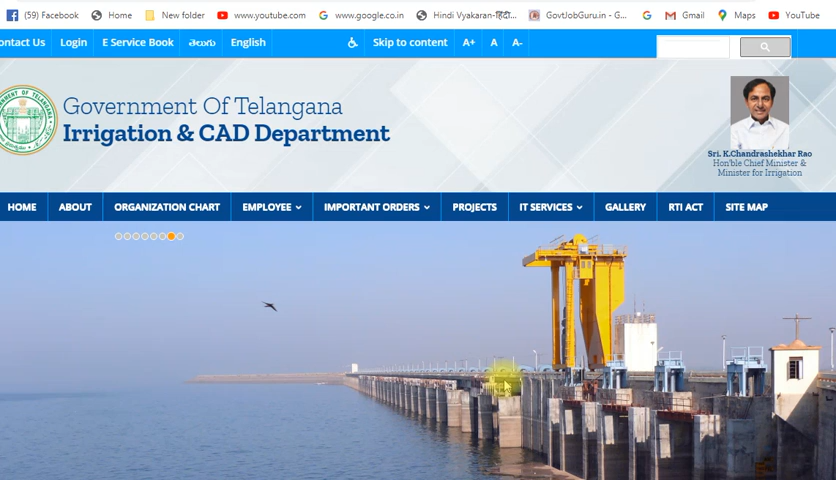 (59) Facebook Home New folder www.youtube.com www.google.co.in Hindi Vyakaran-हिंदी... GovtJobGuru.in - G... Gmail Maps YouTube
ontact Us Login E Service Book తెలుగు English Skip to content A+ A A-
Government Of Telangana
Irrigation & CAD Department
Sri. K.Chandrashekhar Rao
Hon'ble Chief Minister &
Minister for Irrigation
HOME ABOUT ORGANIZATION CHART EMPLOYEE IMPORTANT ORDERS PROJECTS IT SERVICES GALLERY RTI ACT SITE MAP